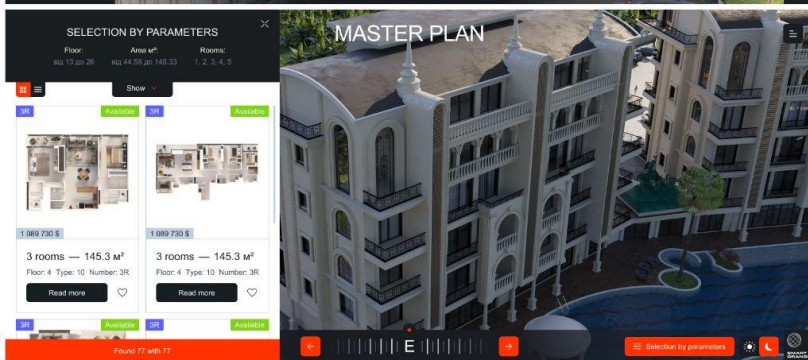 SELECTION BY PARAMETERS
MASTER PLAN
Floor: Area м²: Rooms:
від 13 до 26 від 44.58 до 148.33 1, 2, 3, 4, 5
Show
3R Available 3R Available
1 089 730 $ 1 089 730 $
3 rooms — 145.3 м² 3 rooms — 145.3 м²
Floor: 4 Type: 10 Number: 3R Floor: 4 Type: 10 Number: 3R
Read more Read more
3R Available 3R Available
Found 77 with 77
E
Selection by parameters